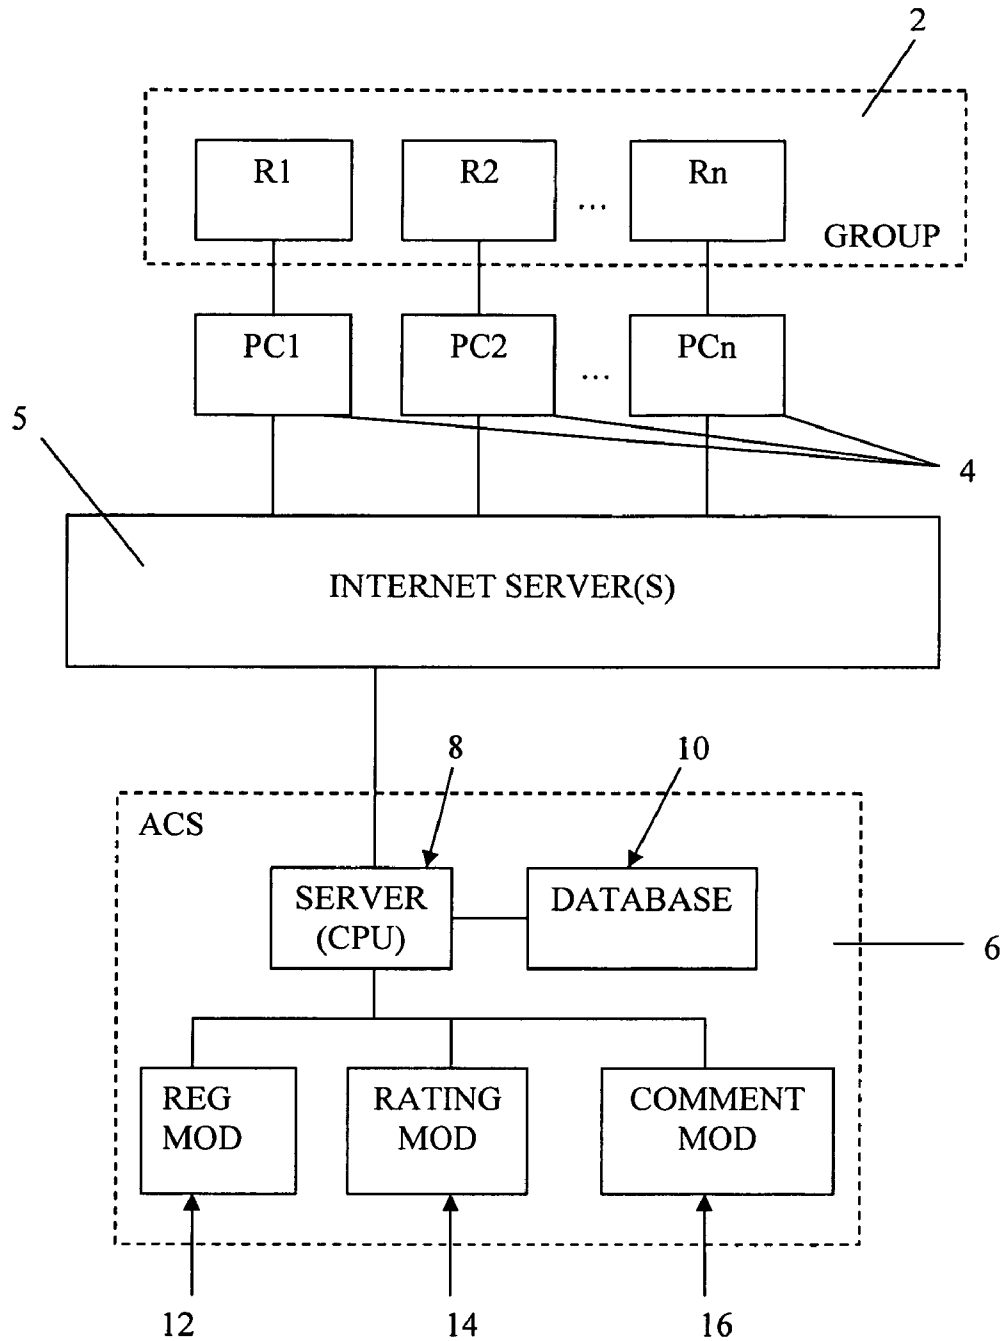 2
R1 R2 ... Rn
GROUP
PC1 PC2 ... PCn
5
4
INTERNET SERVER(S)
8 10
ACS
SERVER
(CPU)
DATABASE
6
REG
MOD
RATING
MOD
COMMENT
MOD
12 14 16